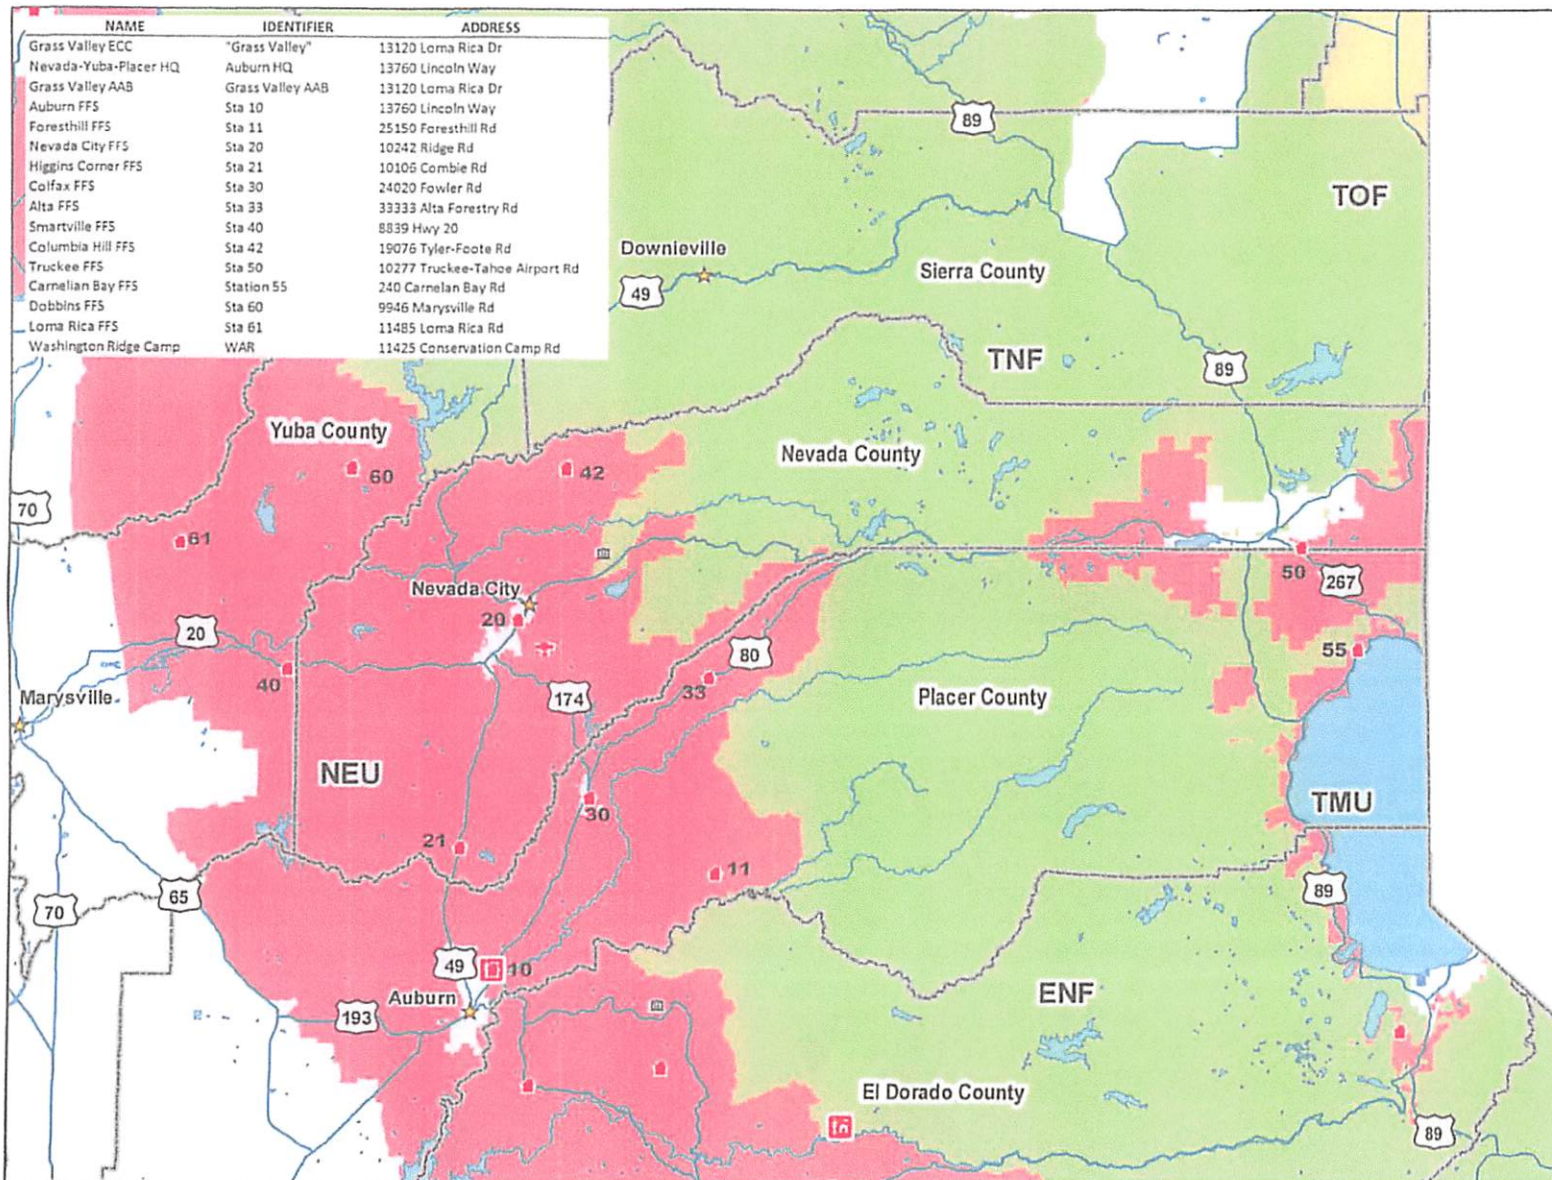 NAME IDENTIFIER ADDRESS
Grass Valley ECC "Grass Valley" 13120 Loma Rica Dr
Nevada-Yuba-Placer HQ Auburn HQ 13760 Lincoln Way
Grass Valley AAB Grass Valley AAB 13120 Loma Rica Dr
Auburn FFS Sta 10 13760 Lincoln Way
Foresthill FFS Sta 11 25150 Foresthill Rd
Nevada City FFS Sta 20 10242 Ridge Rd
Higgins Corner FFS Sta 21 10106 Combie Rd
Colfax FFS Sta 30 24020 Fowler Rd
Alta FFS Sta 33 33333 Alta Forestry Rd
Smartville FFS Sta 40 8839 Hwy 20
Columbia Hill FFS Sta 42 19076 Tyler-Foote Rd
Truckee FFS Sta 50 10277 Truckee-Tahoe Airport Rd
Carnelian Bay FFS Station 55 240 Carnelan Bay Rd
Dobbins FFS Sta 60 9946 Marysville Rd
Loma Rica FFS Sta 61 11485 Loma Rica Rd
Washington Ridge Camp WAR 11425 Conservation Camp Rd
89
TOF
Downieville
Sierra County
49
TNF
89
Yuba County
Nevada County
60
42
70
61
50
267
Nevada City
20
20
80
55
40
33
Marysville
174
Placer County
NEU
TMU
30
21
11
65
89
70
49
10
Auburn
193
ENF
El Dorado County
89